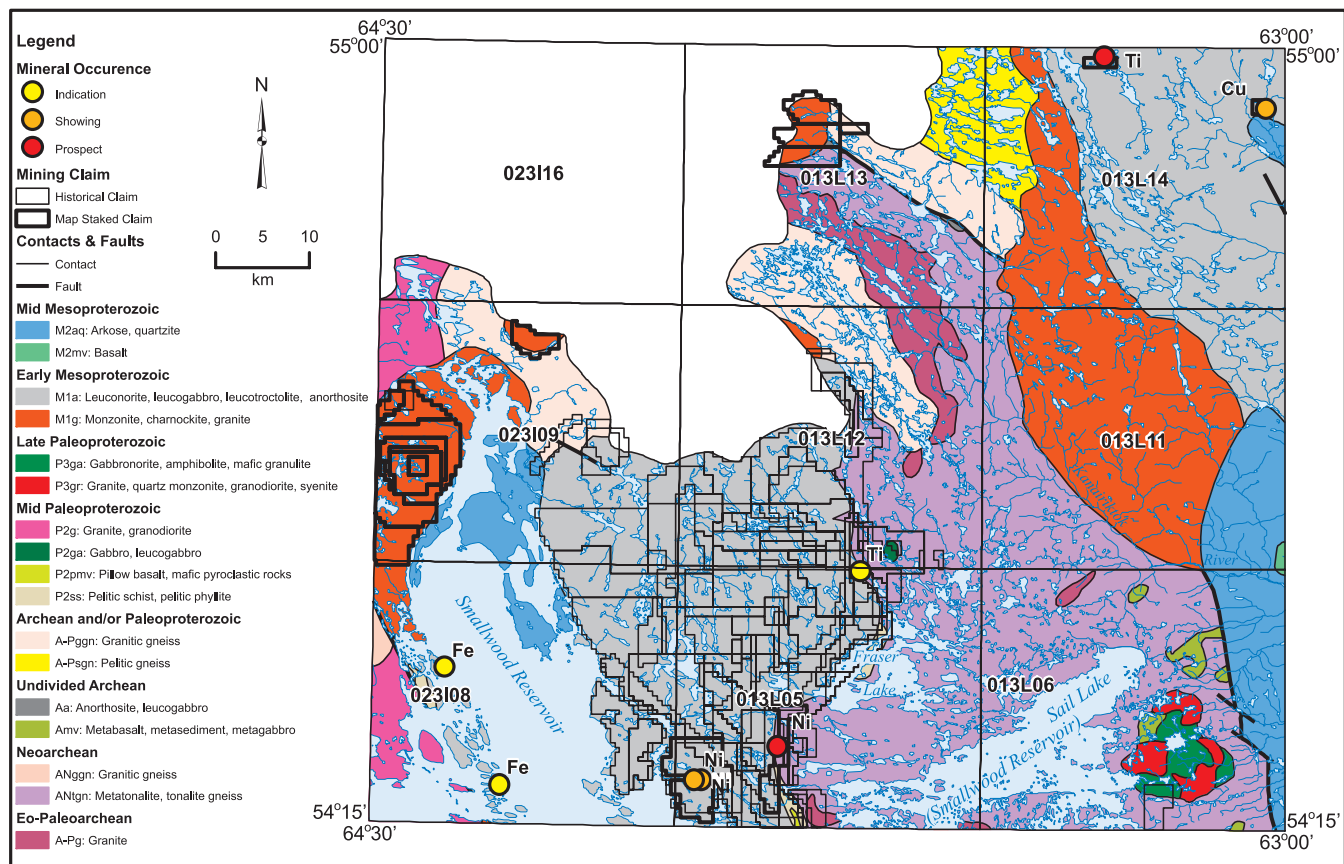 Legend
Mineral Occurence
Indication
Showing
Prospect
Mining Claim
Historical Claim
Map Staked Claim
Contacts & Faults
Contact
Fault
Mid Mesoproterozoic
M2aq: Arkose, quartzite
M2mv: Basalt
Early Mesoproterozoic
M1a: Leuconorite, leucogabbro, leucotroctolite, anorthosite
M1g: Monzonite, charnockite, granite
Late Paleoproterozoic
P3ga: Gabbronorite, amphibolite, mafic granulite
P3gr: Granite, quartz monzonite, granodiorite, syenite
Mid Paleoproterozoic
P2g: Granite, granodiorite
P2ga: Gabbro, leucogabbro
P2pmv: Pillow basalt, mafic pyroclastic rocks
P2ss: Pelitic schist, pelitic phyllite
Archean and/or Paleoproterozoic
A-Pggn: Granitic gneiss
A-Psgn: Pelitic gneiss
Undivided Archean
Aa: Anorthosite, leucogabbro
Amv: Metabasalt, metasediment, metagabbro
Neoarchean
ANggn: Granitic gneiss
ANtgn: Metatonalite, tonalite gneiss
Eo-Paleoarchean
A-Pg: Granite
N
0 5 10
km
64°30'
55°00'
63°00'
55°00'
Ti
Cu
023I16
013L13
013L14
023I09
013L12
013L11
Kanairiktok
River
Ti
Smallwood Reservoir
Fe
023I08
Fraser
Lake
013L05
013L06
Sail Lake
(Smallwood Reservoir)
Ni
Ni
Ni
Fe
54°15'
64°30'
54°15'
63°00'